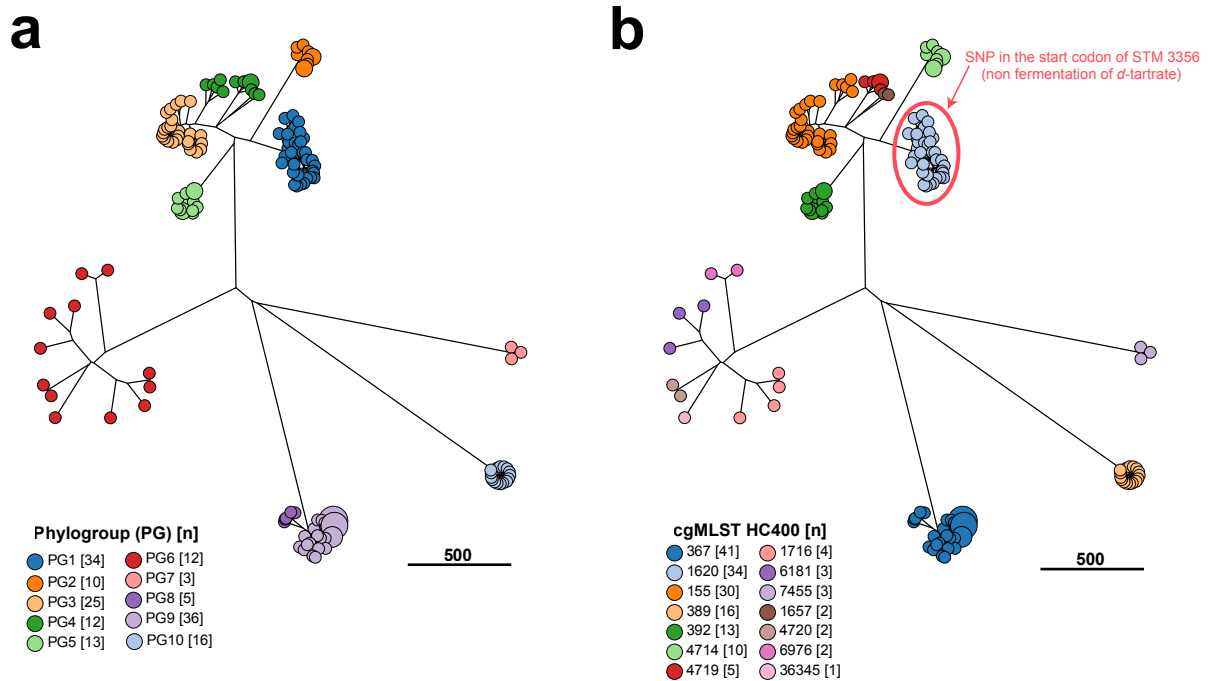 a
b
SNP in the start codon of STM 3356
(non fermentation of d-tartrate)
Phylogroup (PG) [n]
PG1 [34]
PG2 [10]
PG3 [25]
PG4 [12]
PG5 [13]
PG6 [12]
PG7 [3]
PG8 [5]
PG9 [36]
PG10 [16]
500
cgMLST HC400 [n]
367 [41]
1620 [34]
155 [30]
389 [16]
392 [13]
4714 [10]
4719 [5]
1716 [4]
6181 [3]
7455 [3]
1657 [2]
4720 [2]
6976 [2]
36345 [1]
500